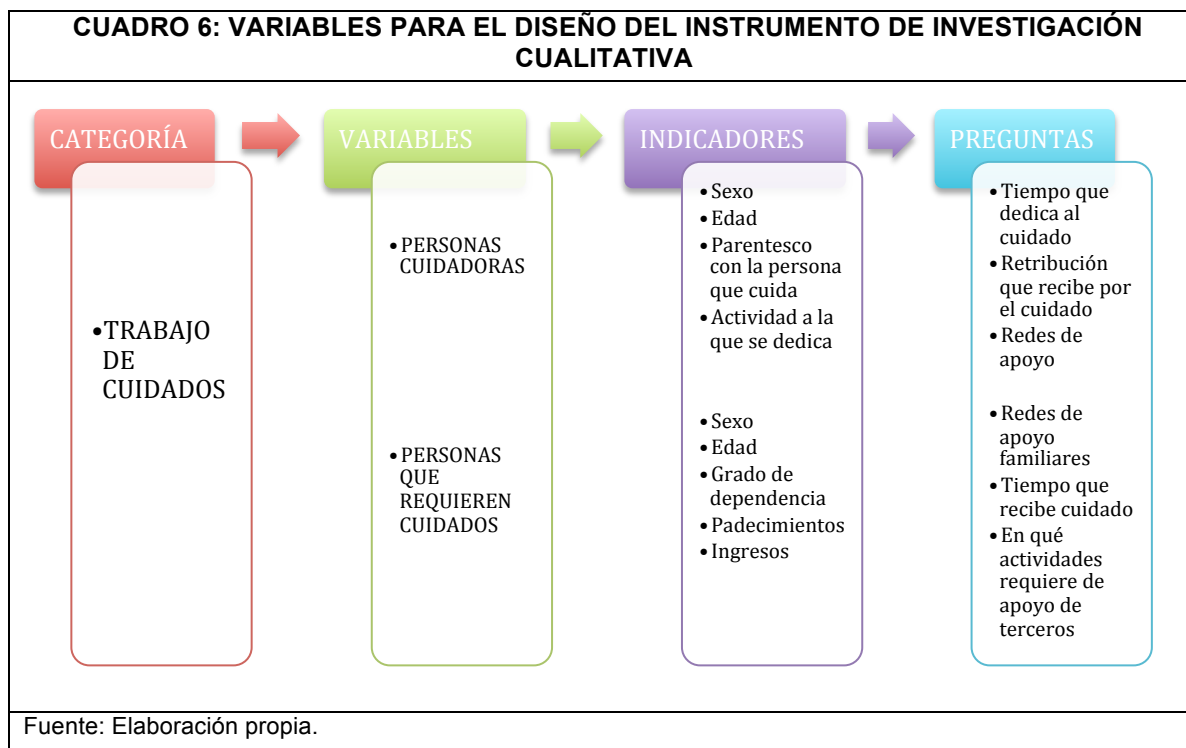 CUADRO 6: VARIABLES PARA EL DISEÑO DEL INSTRUMENTO DE INVESTIGACIÓN
CUALITATIVA
CATEGORÍA
•TRABAJO
DE
CUIDADOS
VARIABLES
•PERSONAS
CUIDADORAS
•PERSONAS
QUE
REQUIEREN
CUIDADOS
INDICADORES
•Sexo
•Edad
•Parentesco
con la persona
que cuida
•Actividad a la
que se dedica
•Sexo
•Edad
•Grado de
dependencia
•Padecimientos
•Ingresos
PREGUNTAS
•Tiempo que
dedica al
cuidado
•Retribución
que recibe por
el cuidado
•Redes de
apoyo
•Redes de
apoyo
familiares
•Tiempo que
recibe cuidado
•En qué
actividades
requiere de
apoyo de
terceros
Fuente: Elaboración propia.